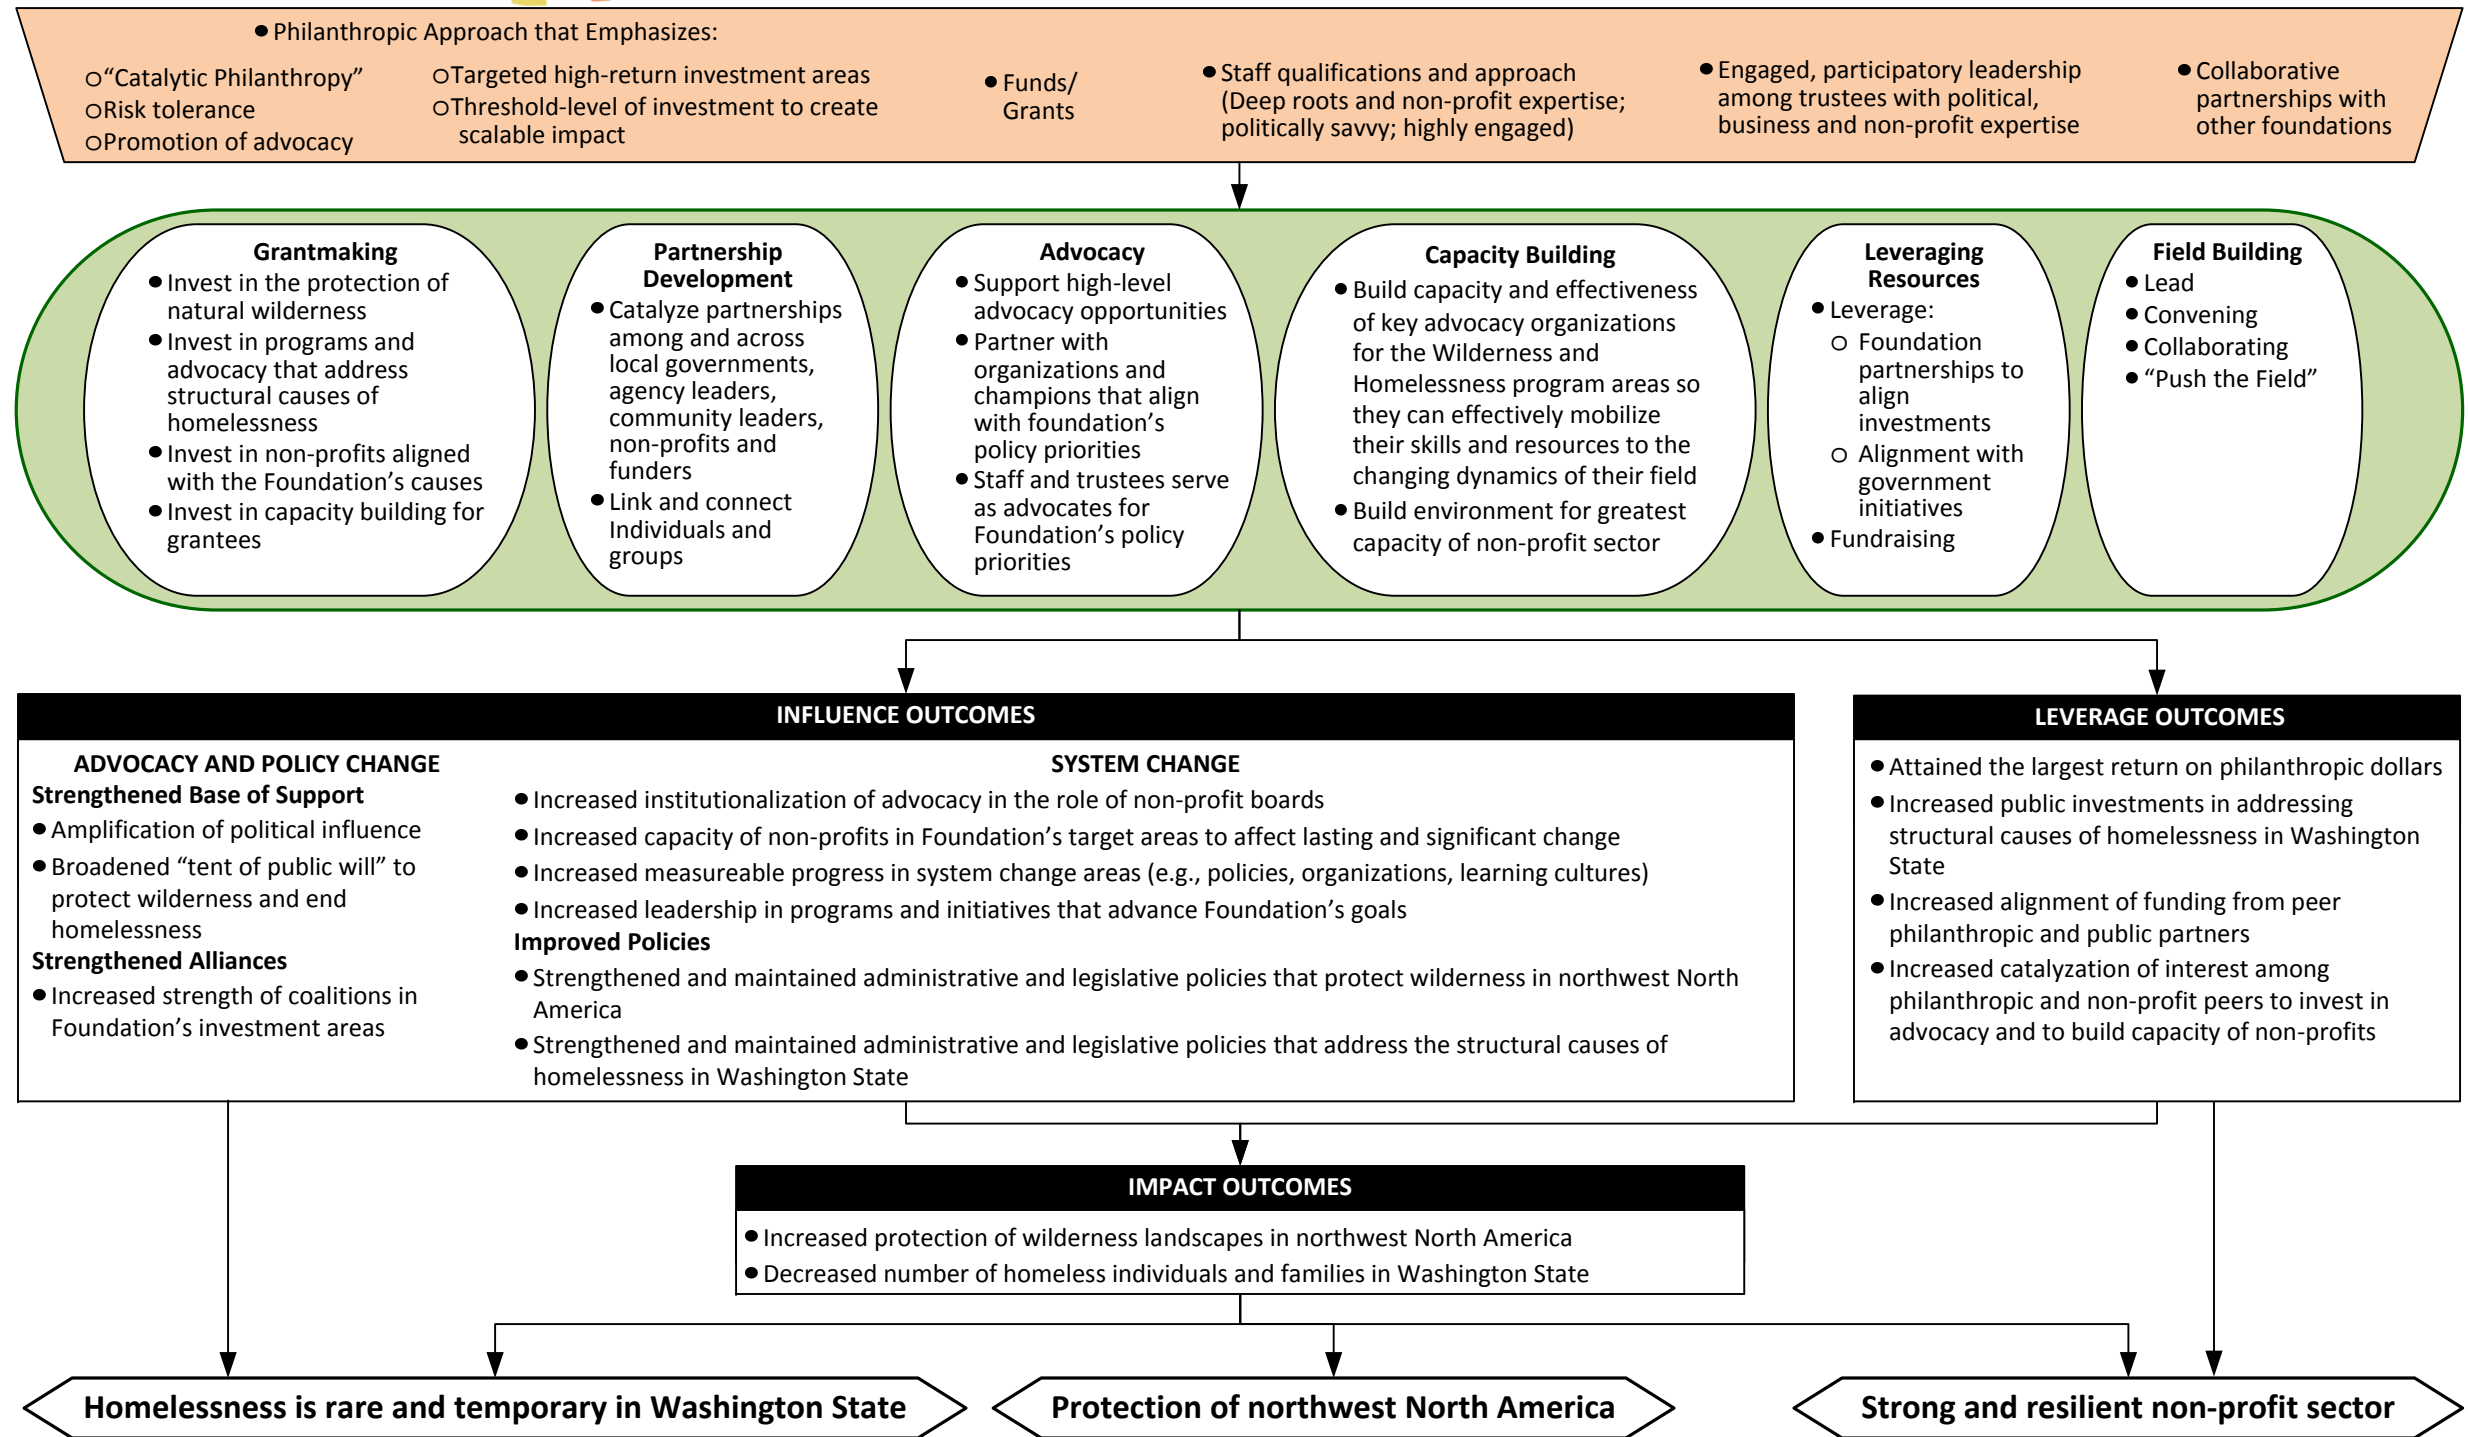 ● Philanthropic Approach that Emphasizes:
○ “Catalytic Philanthropy”
○ Risk tolerance
○ Promotion of advocacy
○ Targeted high-return investment areas
○ Threshold-level of investment to create
scalable impact
● Funds/
Grants
● Staff qualifications and approach
(Deep roots and non-profit expertise;
politically savvy; highly engaged)
● Engaged, participatory leadership
among trustees with political,
business and non-profit expertise
● Collaborative
partnerships with
other foundations
Grantmaking
● Invest in the protection of
natural wilderness
● Invest in programs and
advocacy that address
structural causes of
homelessness
● Invest in non-profits aligned
with the Foundation’s causes
● Invest in capacity building for
grantees
Partnership
Development
● Catalyze partnerships
among and across
local governments,
agency leaders,
community leaders,
non-profits and
funders
● Link and connect
Individuals and
groups
Advocacy
● Support high-level
advocacy opportunities
● Partner with
organizations and
champions that align
with foundation’s
policy priorities
● Staff and trustees serve
as advocates for
Foundation’s policy
priorities
Capacity Building
● Build capacity and effectiveness
of key advocacy organizations
for the Wilderness and
Homelessness program areas so
they can effectively mobilize
their skills and resources to the
changing dynamics of their field
● Build environment for greatest
capacity of non-profit sector
Leveraging
Resources
● Leverage:
○ Foundation
partnerships to
align
investments
○ Alignment with
government
initiatives
● Fundraising
Field Building
● Lead
● Convening
● Collaborating
● “Push the Field”
INFLUENCE OUTCOMES
ADVOCACY AND POLICY CHANGE
Strengthened Base of Support
● Amplification of political influence
● Broadened “tent of public will” to
protect wilderness and end
homelessness
Strengthened Alliances
● Increased strength of coalitions in
Foundation’s investment areas
SYSTEM CHANGE
● Increased institutionalization of advocacy in the role of non-profit boards
● Increased capacity of non-profits in Foundation’s target areas to affect lasting and significant change
● Increased measureable progress in system change areas (e.g., policies, organizations, learning cultures)
● Increased leadership in programs and initiatives that advance Foundation’s goals
Improved Policies
● Strengthened and maintained administrative and legislative policies that protect wilderness in northwest North
America
● Strengthened and maintained administrative and legislative policies that address the structural causes of
homelessness in Washington State
LEVERAGE OUTCOMES
● Attained the largest return on philanthropic dollars
● Increased public investments in addressing
structural causes of homelessness in Washington
State
● Increased alignment of funding from peer
philanthropic and public partners
● Increased catalyzation of interest among
philanthropic and non-profit peers to invest in
advocacy and to build capacity of non-profits
IMPACT OUTCOMES
● Increased protection of wilderness landscapes in northwest North America
● Decreased number of homeless individuals and families in Washington State
Homelessness is rare and temporary in Washington State
Protection of northwest North America
Strong and resilient non-profit sector